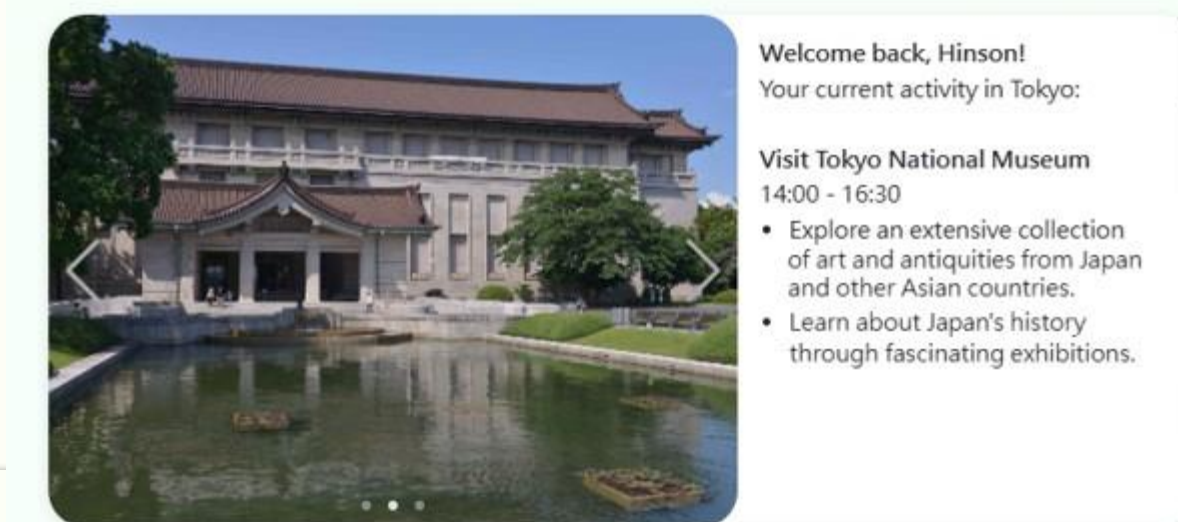 Welcome back, Hinson!
Your current activity in Tokyo:
Visit Tokyo National Museum
14:00 - 16:30
• Explore an extensive collection
of art and antiquities from Japan
and other Asian countries.
• Learn about Japan's history
through fascinating exhibitions.